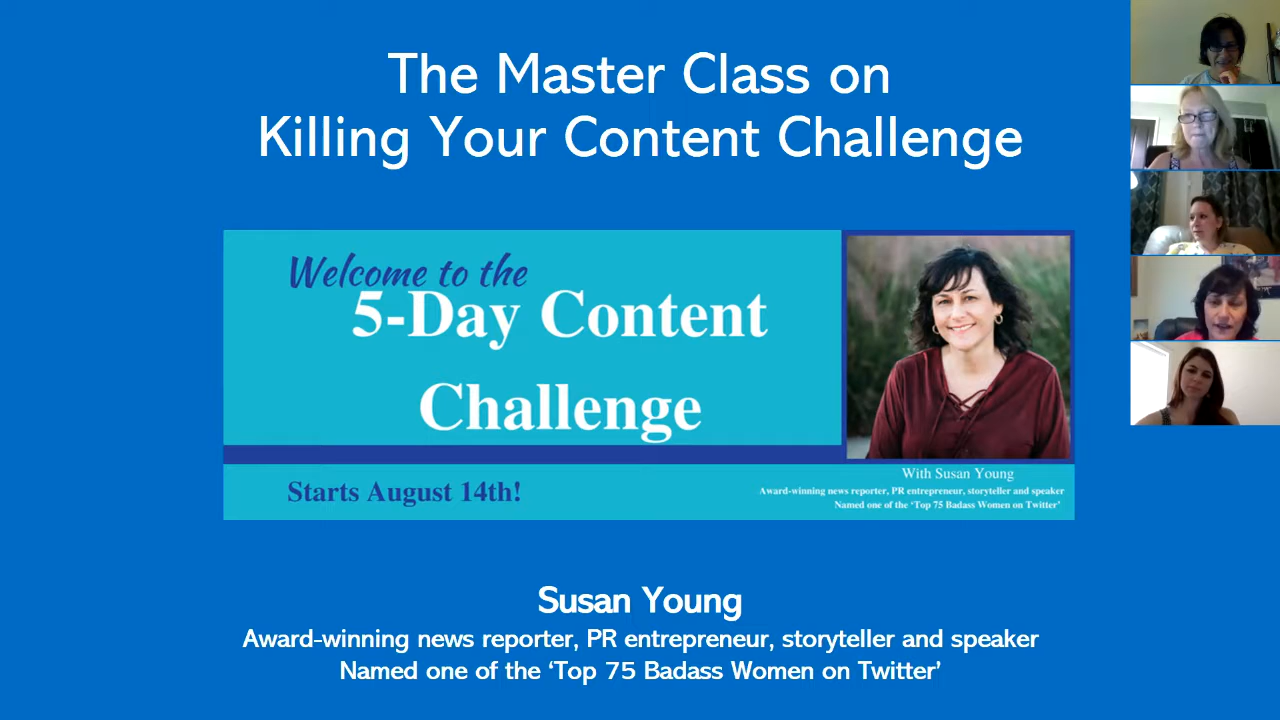 The Master Class on
Killing Your Content Challenge
Welcome to the
5-Day Content
Challenge
With Susan Young
Starts August 14th!
Award-winning news reporter, PR entrepreneur, storyteller and speaker
Named one of the ‘Top 75 Badass Women on Twitter’
Susan Young
Award-winning news reporter, PR entrepreneur, storyteller and speaker
Named one of the ‘Top 75 Badass Women on Twitter’